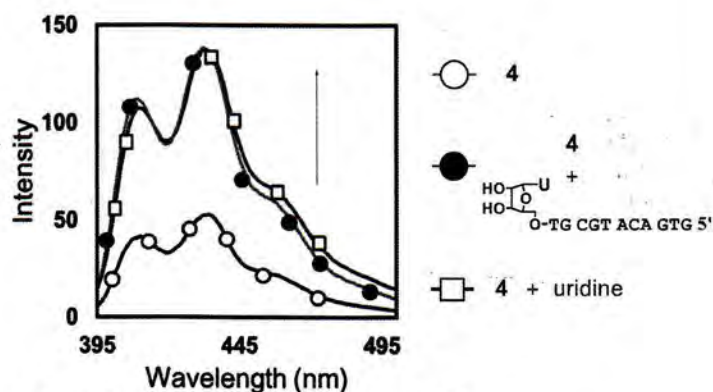 150
100
50
0
Intensity
395
445
495
Wavelength (nm)
4
4
+
HO
U
O
HO
O-TG CGT ACA GTG 5'
4 + uridine